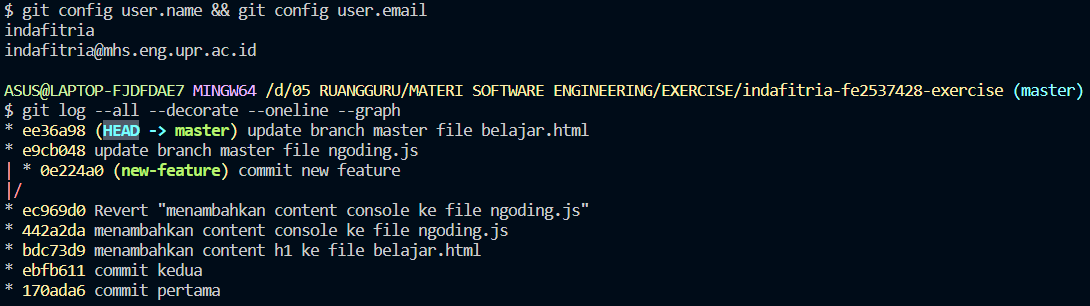 $ git config user.name && git config user.email
indafitria
indafitria@mhs.eng.upr.ac.id
ASUS@LAPTOP-FJDFDAE7 MINGW64 /d/05 RUANGGURU/MATERI SOFTWARE ENGINEERING/EXERCISE/indafitria-fe2537428-exercise (master)
$ git log --all --decorate --oneline --graph
* ee36a98 (HEAD -> master) update branch master file belajar.html
* e9cb048 update branch master file ngoding.js
| * 0e224a0 (new-feature) commit new feature
|/
* ec969d0 Revert "menambahkan content console ke file ngoding.js"
* 442a2da menambahkan content console ke file ngoding.js
* bdc73d9 menambahkan content h1 ke file belajar.html
* ebfb611 commit kedua
* 170ada6 commit pertama